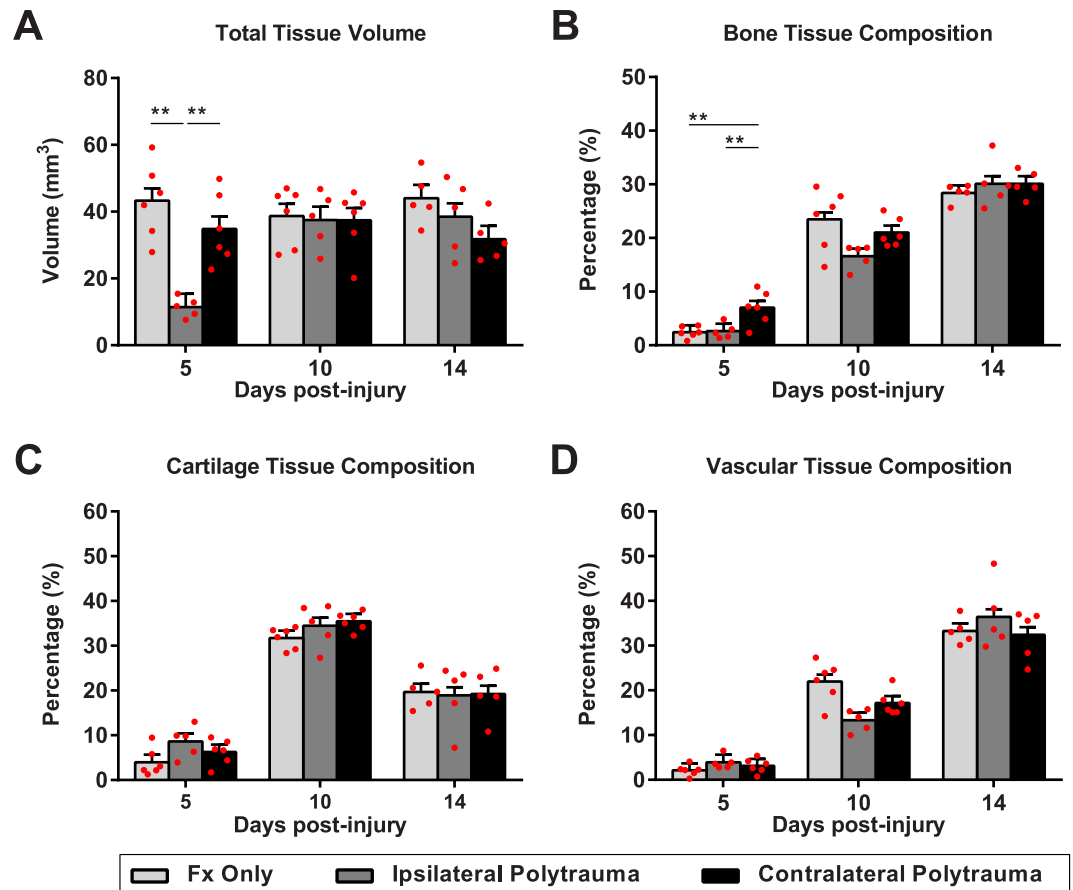 A
Total Tissue Volume
80
60
40
20
0
Volume (mm³)
** **
5 10 14
Days post-injury
B
Bone Tissue Composition
50
40
30
20
10
0
Percentage (%)
**
**
5 10 14
Days post-injury
C
Cartilage Tissue Composition
60
50
40
30
20
10
0
Percentage (%)
5 10 14
Days post-injury
D
Vascular Tissue Composition
60
50
40
30
20
10
0
Percentage (%)
5 10 14
Days post-injury
Fx Only Ipsilateral Polytrauma Contralateral Polytrauma